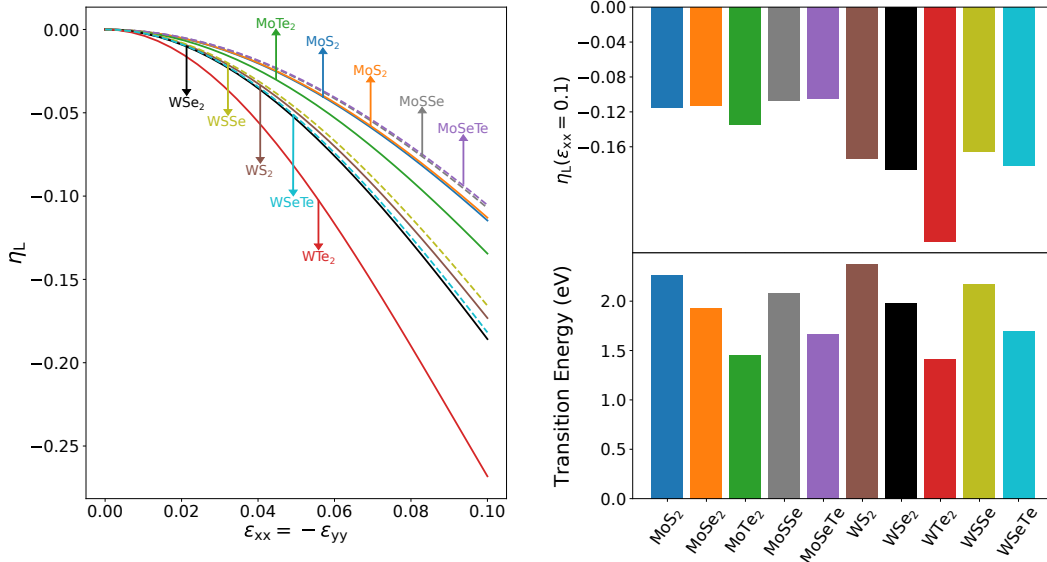 0.00
−0.05
−0.10
−0.15
−0.20
−0.25
η_L
MoTe₂
MoS₂
MoS₂
MoSSe
MoSeTe
WSe₂
WSSe
WS₂
WSeTe
WTe₂
0.00 0.02 0.04 0.06 0.08 0.10
ε_xx = −ε_yy
0.00
−0.04
−0.08
−0.12
−0.16
η_L(ε_xx = 0.1)
2.0
1.5
1.0
0.5
0.0
Transition Energy (eV)
MoS₂ MoSe₂ MoTe₂ MoSSe MoSeTe WS₂ WSe₂ WTe₂ WSSe WSeTe